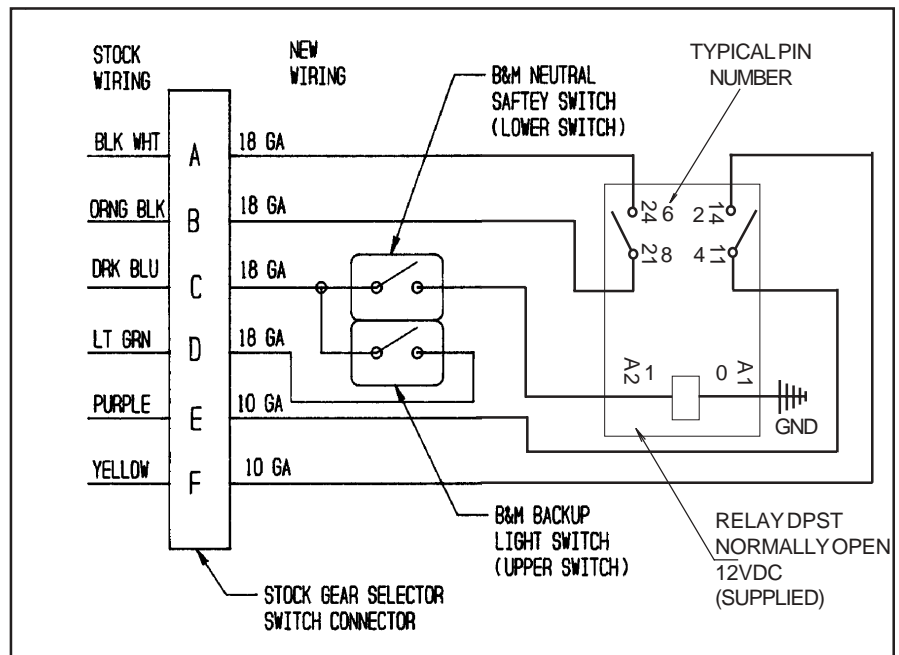 STOCK
WIRING
NEW
WIRING
B&M NEUTRAL
SAFTEY SWITCH
(LOWER SWITCH)
TYPICAL PIN
NUMBER
BLK WHT
A
18 GA
ORNG BLK
B
18 GA
DRK BLU
C
18 GA
LT GRN
D
18 GA
PURPLE
E
10 GA
YELLOW
F
10 GA
24 6 2 14
21 8 4 11
A2 1 0 A1
GND
B&M BACKUP
LIGHT SWITCH
(UPPER SWITCH)
RELAY DPST
NORMALLY OPEN
12VDC
(SUPPLIED)
STOCK GEAR SELECTOR
SWITCH CONNECTOR